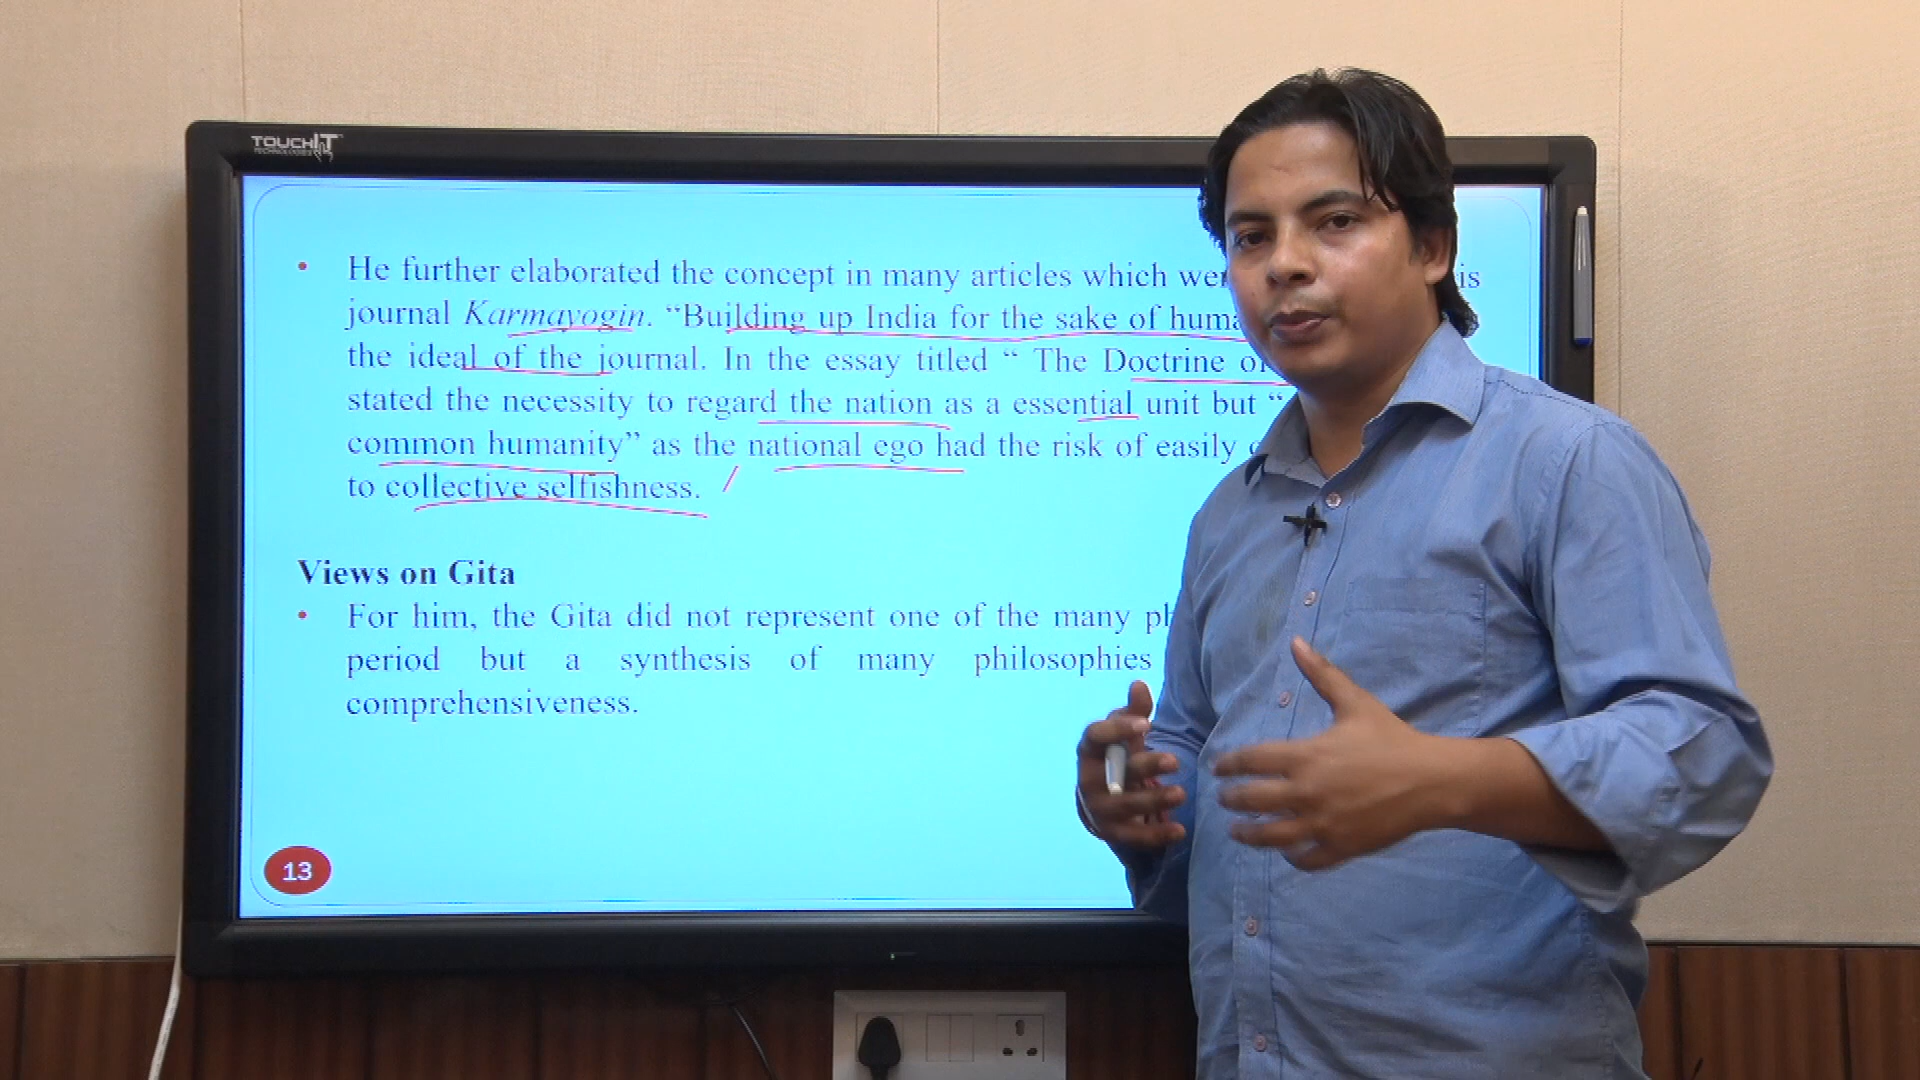 TOUCHIT
TECHNOLOGIES
• He further elaborated the concept in many articles which is
journal Karmayogin. “Building up India for the sake of
the ideal of the journal. In the essay titled “ The Doctrine
stated the necessity to regard the nation as a essential unit but “
common humanity” as the national ego had the risk of easily
to collective selfishness.
Views on Gita
• For him, the Gita did not represent one of the many
period but a synthesis of many philosophies
comprehensiveness.
13